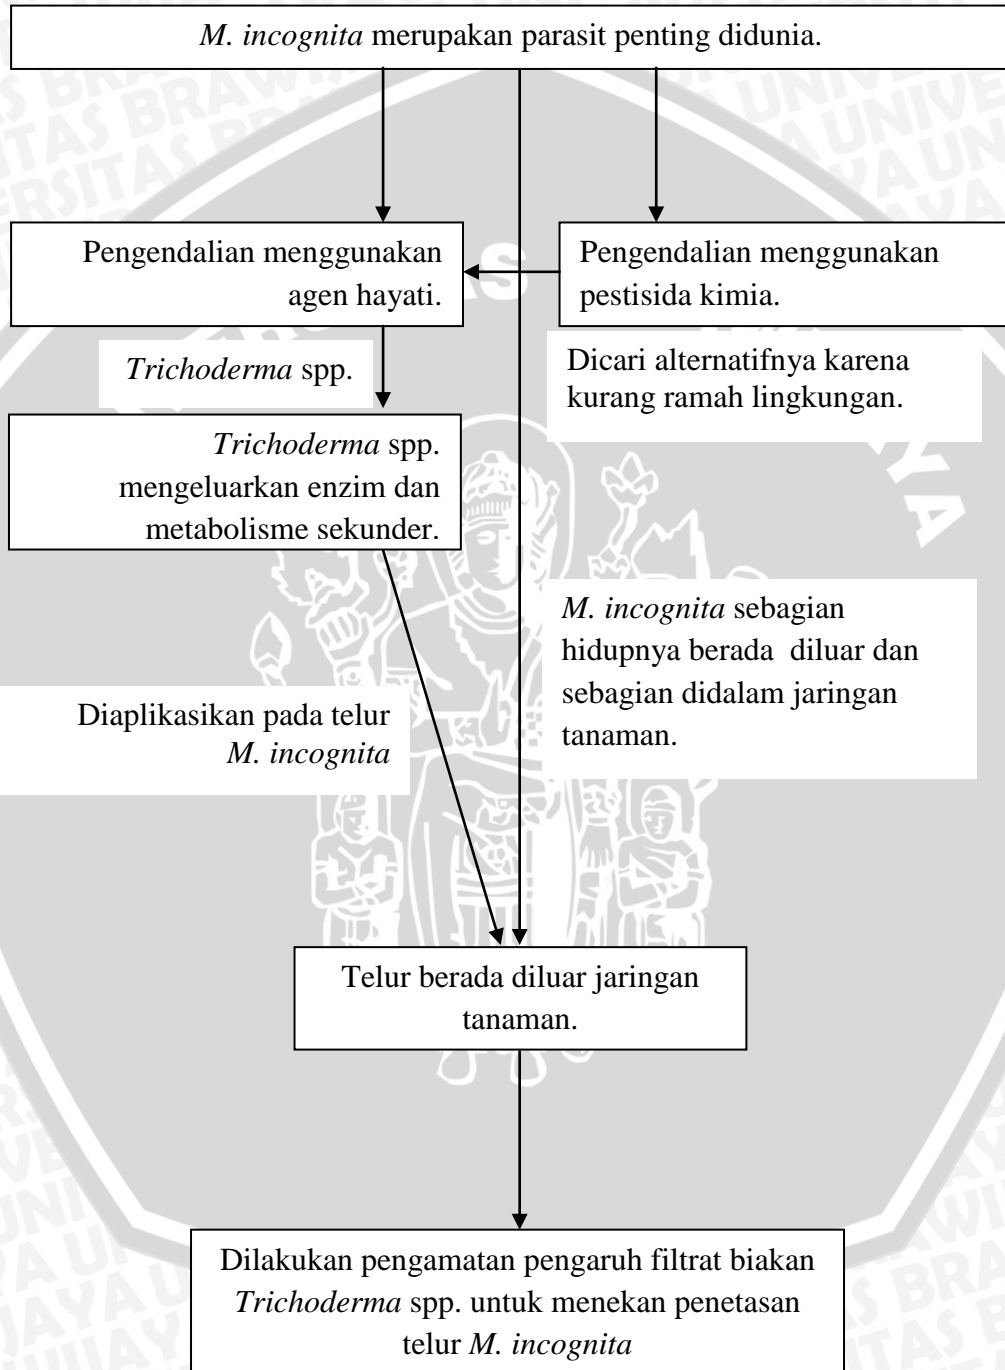 M. incognita merupakan parasit penting didunia.
Pengendalian menggunakan
agen hayati.
Pengendalian menggunakan
pestisida kimia.
Trichoderma spp.
Dicari alternatifnya karena
kurang ramah lingkungan.
Trichoderma spp.
mengeluarkan enzim dan
metabolisme sekunder.
M. incognita sebagian
hidupnya berada diluar dan
sebagian didalam jaringan
tanaman.
Diaplikasikan pada telur
M. incognita
Telur berada diluar jaringan
tanaman.
Dilakukan pengamatan pengaruh filtrat biakan
Trichoderma spp. untuk menekan penetasan
telur M. incognita